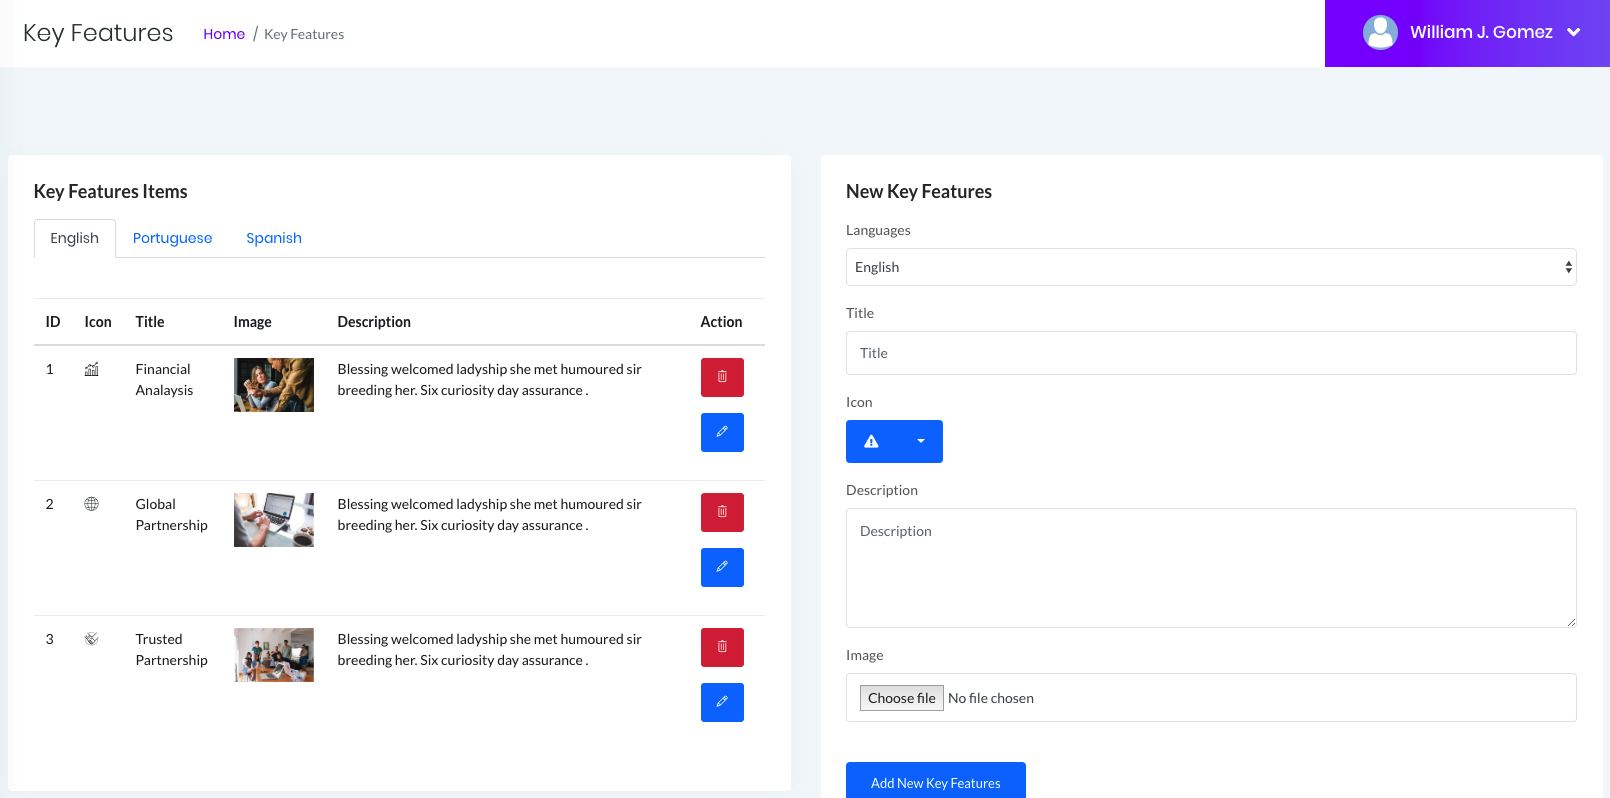 Key Features
Home / Key Features
William J. Gomez
Key Features Items
English Portuguese Spanish
ID Icon Title Image Description Action
1 Financial Blessing welcomed ladyship she met humoured sir
Analaysis breeding her. Six curiosity day assurance .
2 Global Blessing welcomed ladyship she met humoured sir
Partnership breeding her. Six curiosity day assurance .
3 Trusted Blessing welcomed ladyship she met humoured sir
Partnership breeding her. Six curiosity day assurance .
New Key Features
Languages
English
Title
Title
Icon
Description
Description
Image
Choose file No file chosen
Add New Key Features